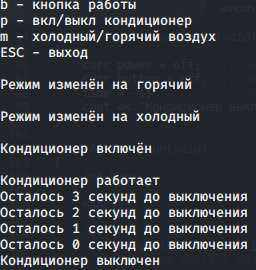 b – кнопка работы
p – вкл/выкл кондиционер
m – холодный/горячий воздух
ESC – выход
Режим изменён на горячий
Режим изменён на холодный
Кондиционер включён
Кондиционер работает
Осталось 3 секунд до выключения
Осталось 2 секунд до выключения
Осталось 1 секунд до выключения
Осталось 0 секунд до выключения
Кондиционер выключен